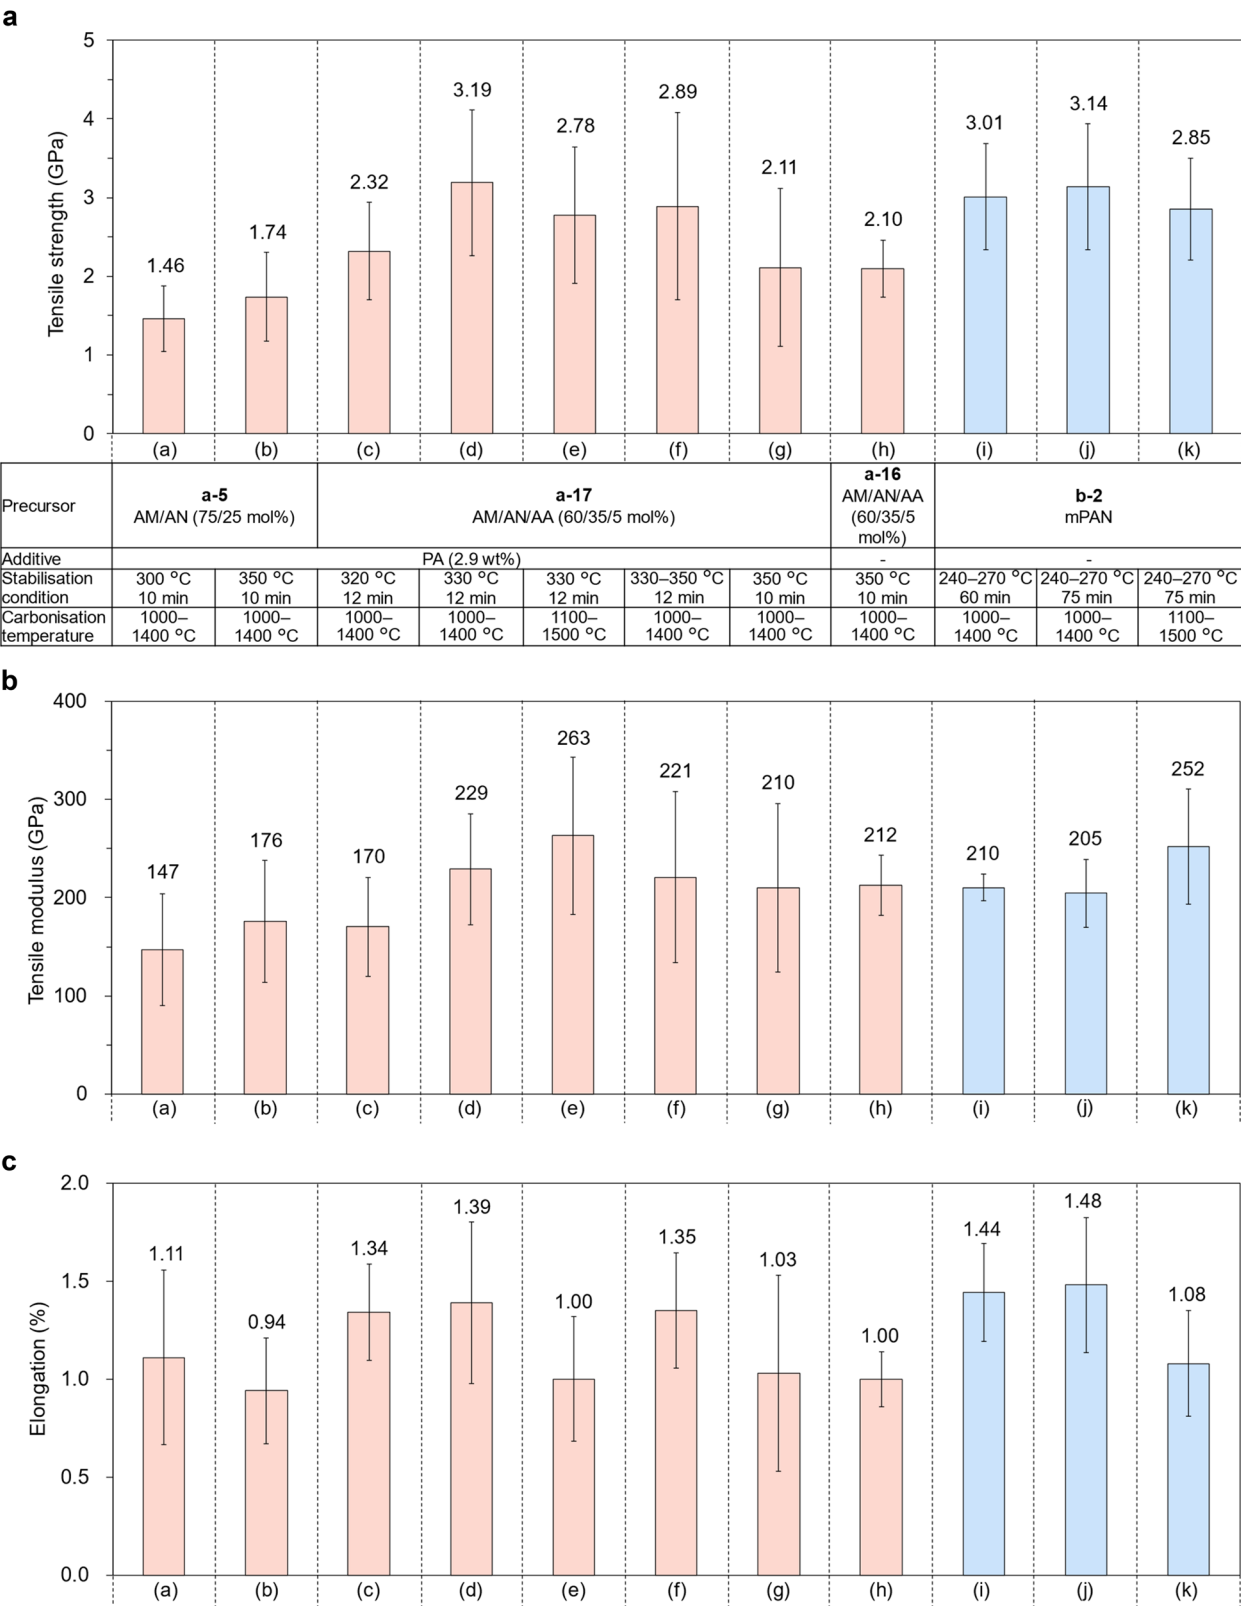 a
Tensile strength (GPa)
5
4
3
2
1
0
1.46
1.74
2.32
3.19
2.78
2.89
2.11
2.10
3.01
3.14
2.85
(a) (b) (c) (d) (e) (f) (g) (h) (i) (j) (k)
Precursor
a-5
AM/AN (75/25 mol%)
a-17
AM/AN/AA (60/35/5 mol%)
a-16
AM/AN/AA
(60/35/5
mol%)
b-2
mPAN
Additive
PA (2.9 wt%)
-
-
Stabilisation
condition
300 °C
10 min
350 °C
10 min
320 °C
12 min
330 °C
12 min
330 °C
12 min
330–350 °C
12 min
350 °C
10 min
350 °C
10 min
240–270 °C
60 min
240–270 °C
75 min
240–270 °C
75 min
Carbonisation
temperature
1000–
1400 °C
1000–
1400 °C
1000–
1400 °C
1000–
1400 °C
1100–
1500 °C
1000–
1400 °C
1000–
1400 °C
1000–
1400 °C
1000–
1400 °C
1000–
1400 °C
1100–
1500 °C
b
Tensile modulus (GPa)
400
300
200
100
0
147
176
170
229
263
221
210
212
210
205
252
(a) (b) (c) (d) (e) (f) (g) (h) (i) (j) (k)
c
Elongation (%)
2.0
1.5
1.0
0.5
0.0
1.11
0.94
1.34
1.39
1.00
1.35
1.03
1.00
1.44
1.48
1.08
(a) (b) (c) (d) (e) (f) (g) (h) (i) (j) (k)